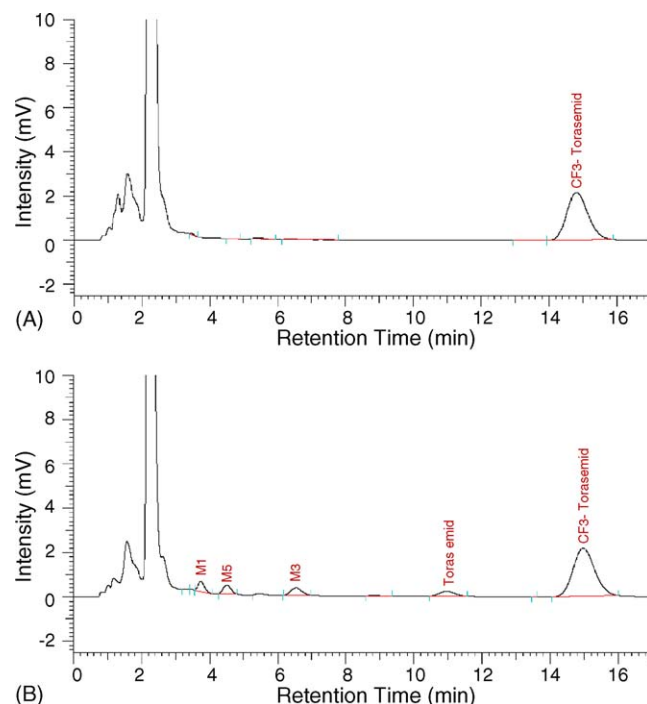 10
8
6
4
2
0
-2
Intensity (mV)
CF3- Torasemid
0 2 4 6 8 10 12 14 16
Retention Time (min)
(A)
10
8
6
4
2
0
-2
Intensity (mV)
M1
M5
M3
Toras emid
CF3- Torasemid
0 2 4 6 8 10 12 14 16
Retention Time (min)
(B)